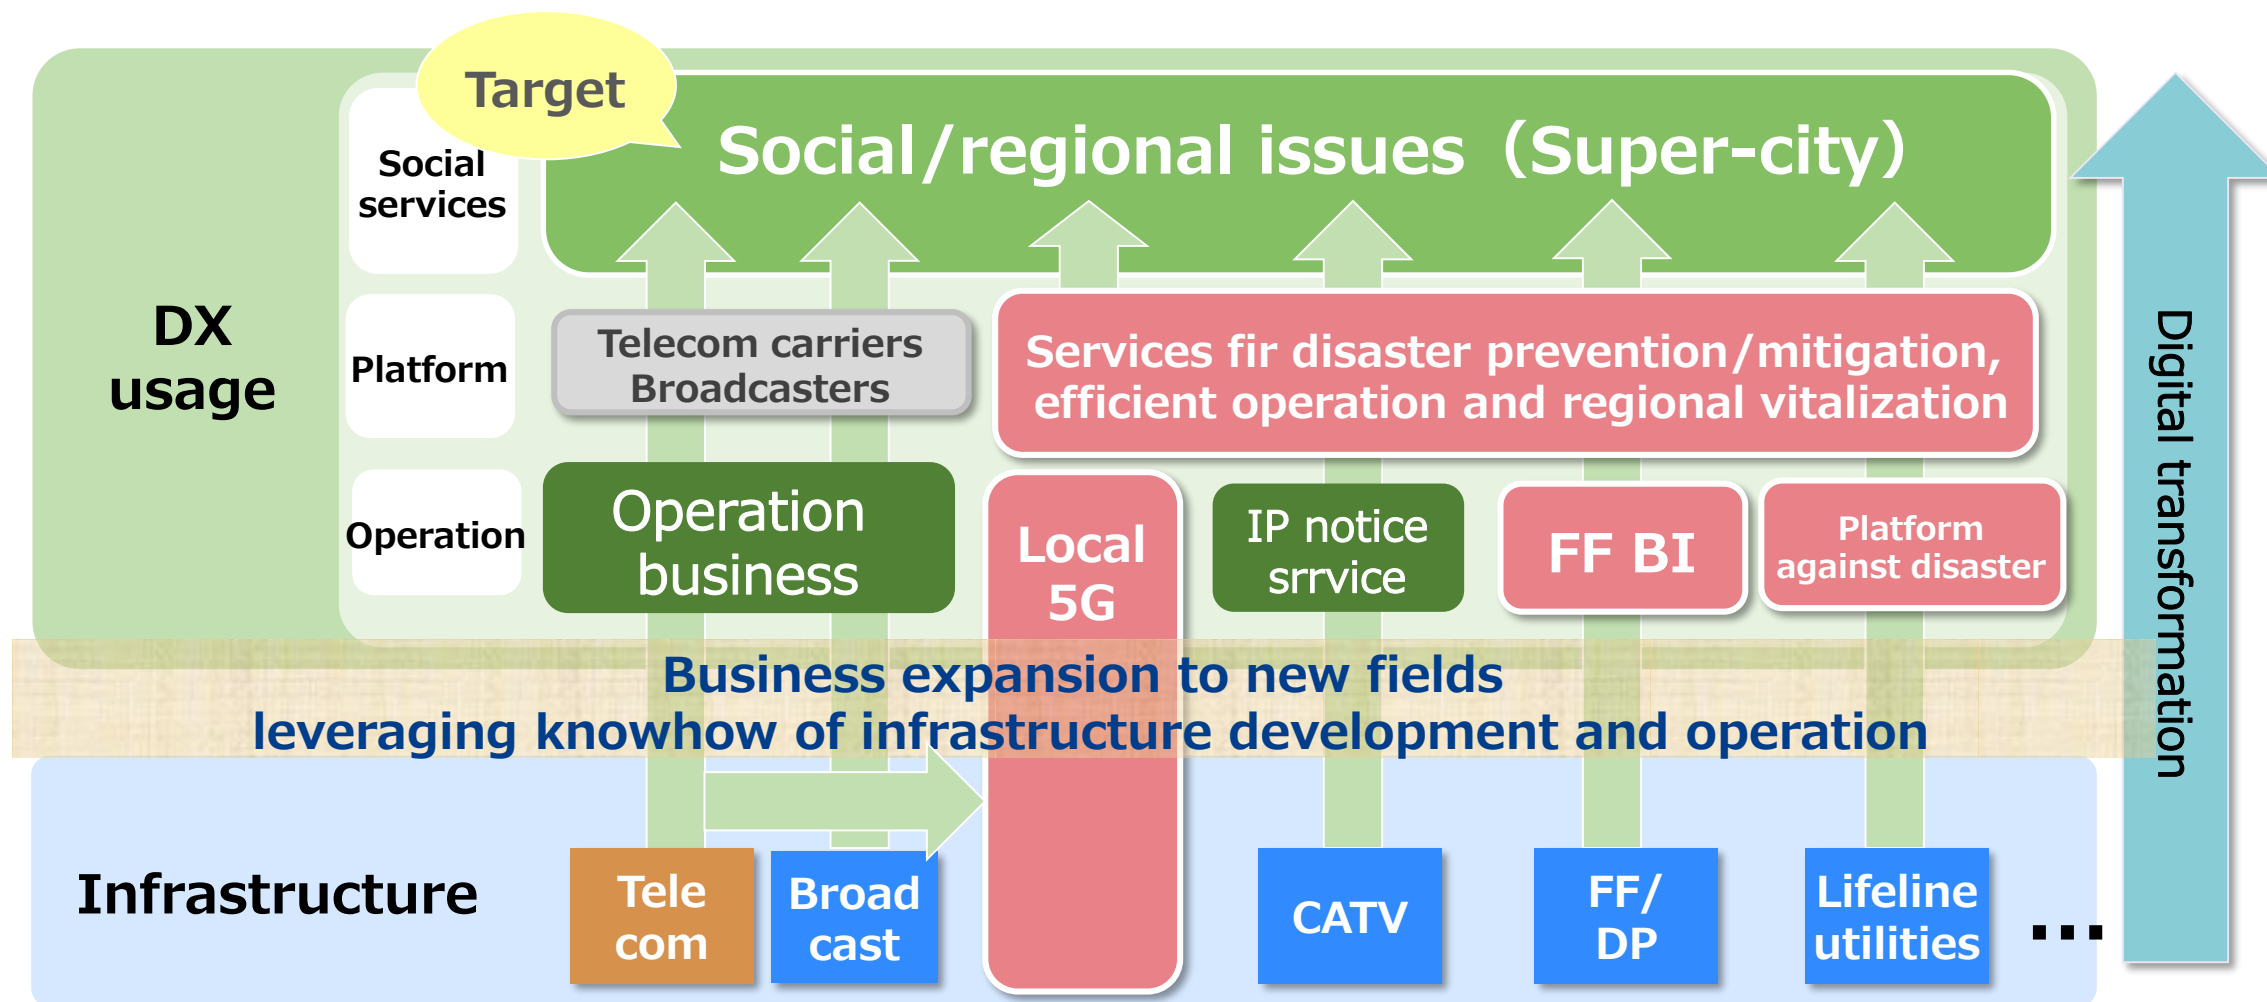 Target
Social/regional issues（Super-city）
Social
services
DX
usage
Platform
Telecom carriers
Broadcasters
Services fir disaster prevention/mitigation,
efficient operation and regional vitalization
Operation
Operation
business
Local
5G
IP notice
srrvice
FF BI
Platform
against disaster
Digital transformation
Business expansion to new fields
leveraging knowhow of infrastructure development and operation
Infrastructure
Tele
com
Broad
cast
CATV
FF/
DP
Lifeline
utilities
...